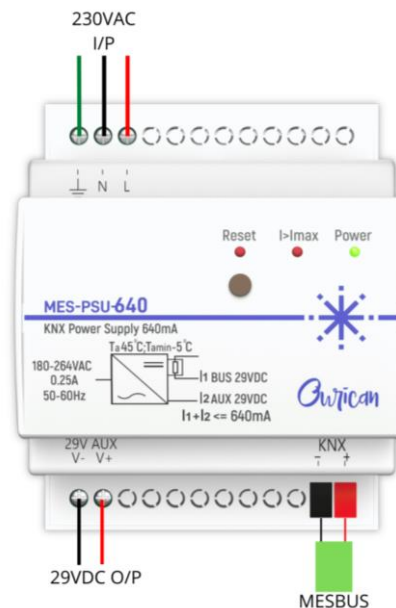 230VAC
I/P
N L
Reset I>Imax Power
MES-PSU-640
KNX Power Supply 640mA
Ta45°C;Tamin-5°C
180-264VAC
0.25A
50-60Hz
I1 BUS 29VDC
I2 AUX 29VDC
I1+I2 <= 640mA
Ourican
29V AUX
V- V+
KNX
- +
29VDC O/P
MESBUS